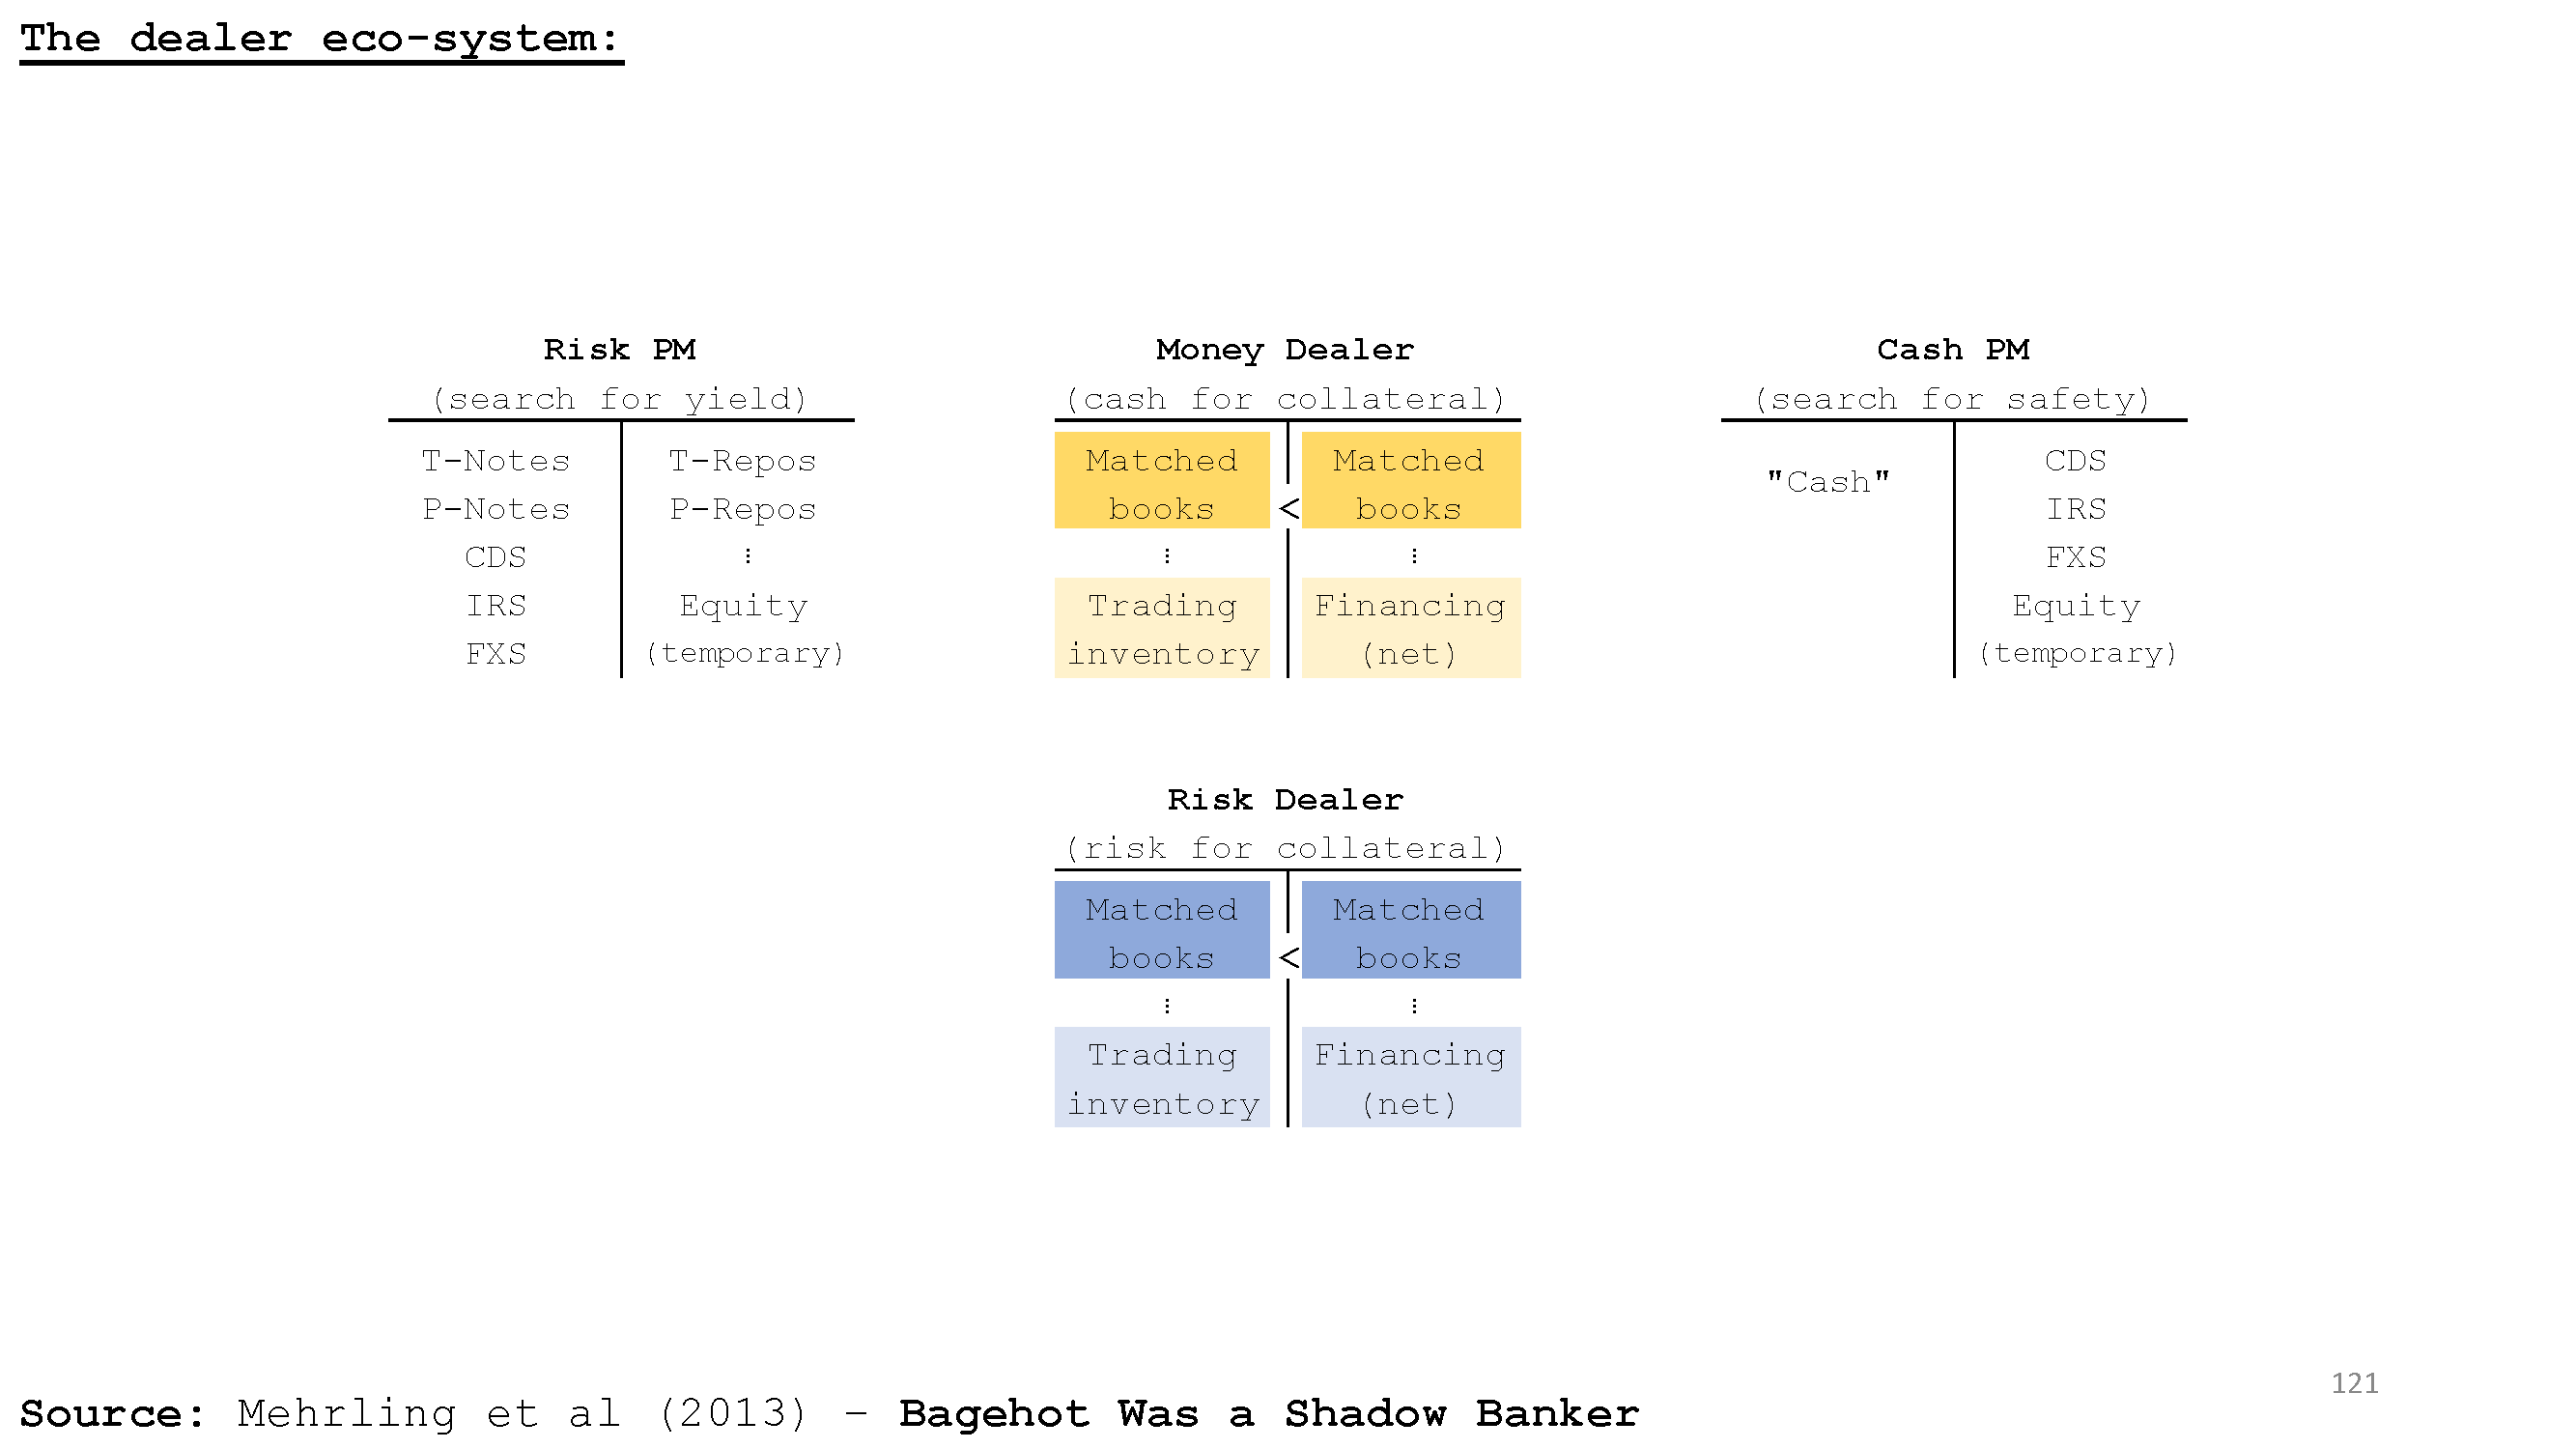 The dealer eco-system:
Risk PM
(search for yield)
T-Notes T-Repos
P-Notes P-Repos
CDS ⋮
IRS Equity
FXS (temporary)
Money Dealer
(cash for collateral)
Matched Matched
books < books
⋮ ⋮
Trading Financing
inventory (net)
Cash PM
(search for safety)
"Cash"
CDS
IRS
FXS
Equity
(temporary)
Risk Dealer
(risk for collateral)
Matched Matched
books < books
⋮ ⋮
Trading Financing
inventory (net)
121
Source: Mehrling et al (2013) – Bagehot Was a Shadow Banker